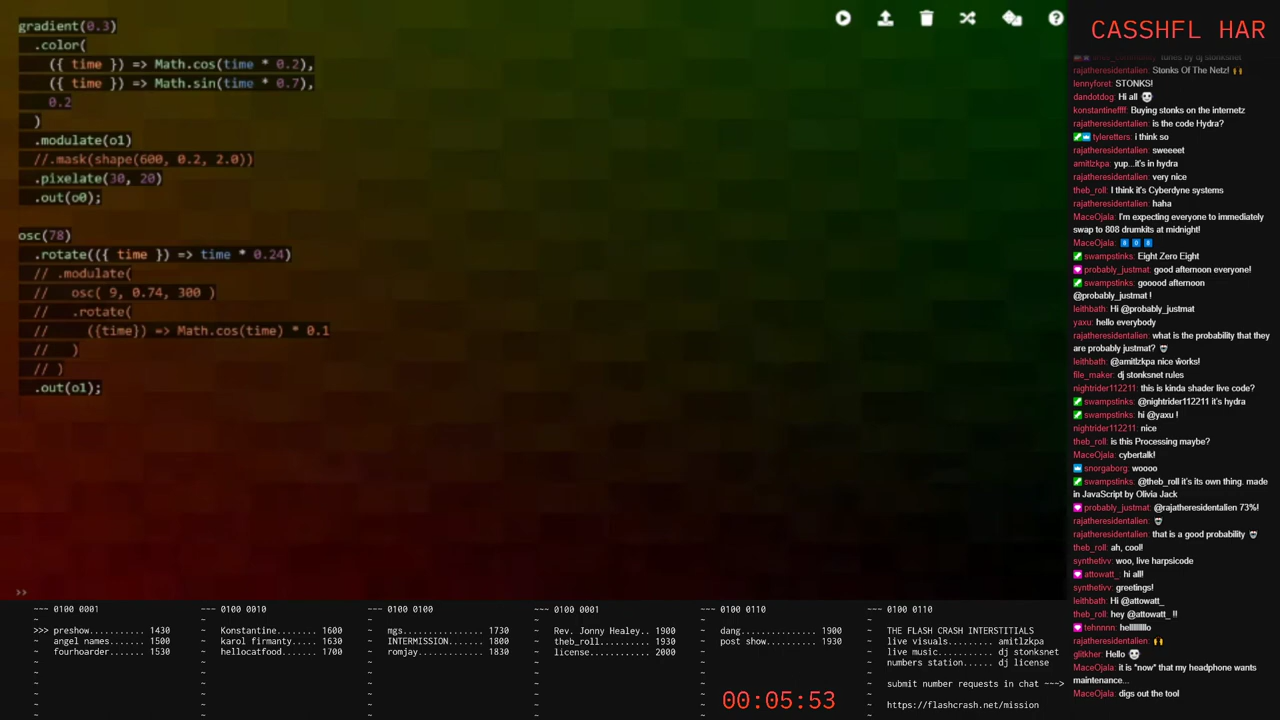 gradient(0.3)
.color(
({ time }) => Math.cos(time * 0.2),
({ time }) => Math.sin(time * 0.7),
0.2
)
.modulate(o1)
//.mask(shape(600, 0.2, 2.0))
.pixelate(30, 20)
.out(o0);
osc(78)
.rotate(({ time }) => time * 0.24)
// .modulate(
// osc( 9, 0.74, 300 )
// .rotate(
// ({time}) => Math.cos(time) * 0.1
// )
// )
.out(o1);
>>
CASSHFL HAR
tunes by dj stonksnet
rajatheresidentalien: Stonks Of The Netz!
lennyforet: STONKS!
dandotdog: Hi all
konstantineffff: Buying stonks on the internetz
rajatheresidentalien: is the code Hydra?
tyleretters: i think so
rajatheresidentalien: sweeeet
amitlzkpa: yup...it's in hydra
rajatheresidentalien: very nice
theb_roll: I think it's Cyberdyne systems
rajatheresidentalien: haha
MaceOjala: I'm expecting everyone to immediately
swap to 808 drumkits at midnight!
MaceOjala: 8 0 8
swampstinks: Eight Zero Eight
probably_justmat: good afternoon everyone!
swampstinks: gooood afternoon
@probably_justmat !
leithbath: Hi @probably_justmat
yaxu: hello everybody
rajatheresidentalien: what is the probability that they
are probably justmat?
leithbath: @amitlzkpa nice works!
file_maker: dj stonksnet rules
nightrider112211: this is kinda shader live code?
swampstinks: @nightrider112211 it's hydra
swampstinks: hi @yaxu !
nightrider112211: nice
theb_roll: is this Processing maybe?
MaceOjala: cybertalk!
snorgaborg: woooo
swampstinks: @theb_roll it's its own thing. made
in JavaScript by Olivia Jack
probably_justmat: @rajatheresidentalien 73%!
rajatheresidentalien:
rajatheresidentalien: that is a good probability
theb_roll: ah, cool!
synthetivv: woo, live harpsicode
attowatt_: hi all!
synthetivv: greetings!
leithbath: Hi @attowatt_
theb_roll: hey @attowatt_ !!
tehnnnn: hellllllllllo
rajatheresidentalien:
glitkher: Hello
MaceOjala: it is *now* that my headphone wants
maintenance...
MaceOjala: digs out the tool
~~~ 0100 0001
~
>>> preshow.......... 1430
~ angel names...... 1500
~ fourhoarder...... 1530
~
~
~
~
~
~~~ 0100 0010
~
~ Konstantine...... 1600
~ karol firmanty... 1630
~ hellocatfood..... 1700
~
~
~
~
~
~~~ 0100 0100
~
~ mgs.............. 1730
~ INTERMISSION..... 1800
~ romjay........... 1830
~
~
~
~
~
~~~ 0100 0001
~
~ Rev. Jonny Healey.. 1900
~ theb_roll.......... 1930
~ license............ 2000
~
~
~
~
~
~~~ 0100 0110
~
~ dang............. 1900
~ post show........ 1930
~
~
~
~
~
~
00:05:53
~~~ 0100 0110
~
~ THE FLASH CRASH INTERSTITIALS
~ live visuals..... amitlzkpa
~ live music....... dj stonksnet
~ numbers station...... dj license
~
~ submit number requests in chat ~~~>
~
~ https://flashcrash.net/mission